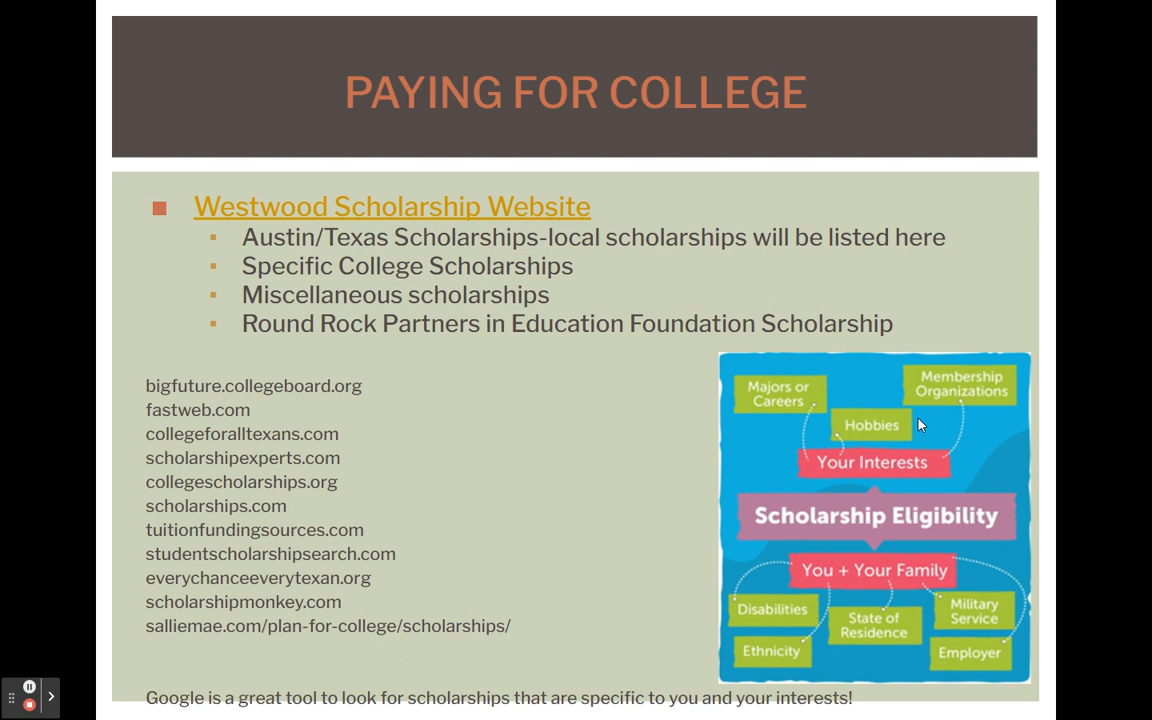 PAYING FOR COLLEGE
Westwood Scholarship Website
Austin/Texas Scholarships-local scholarships will be listed here
Specific College Scholarships
Miscellaneous scholarships
Round Rock Partners in Education Foundation Scholarship
bigfuture.collegeboard.org
fastweb.com
collegeforalltexans.com
scholarshipexperts.com
collegescholarships.org
scholarships.com
tuitionfundingsources.com
studentscholarshipsearch.com
everychanceeverytexan.org
scholarshipmonkey.com
salliemae.com/plan-for-college/scholarships/
Majors or
Careers
Membership
Organizations
Hobbies
Your Interests
Scholarship Eligibility
You + Your Family
Disabilities
State of
Residence
Military
Service
Ethnicity
Employer
Google is a great tool to look for scholarships that are specific to you and your interests!